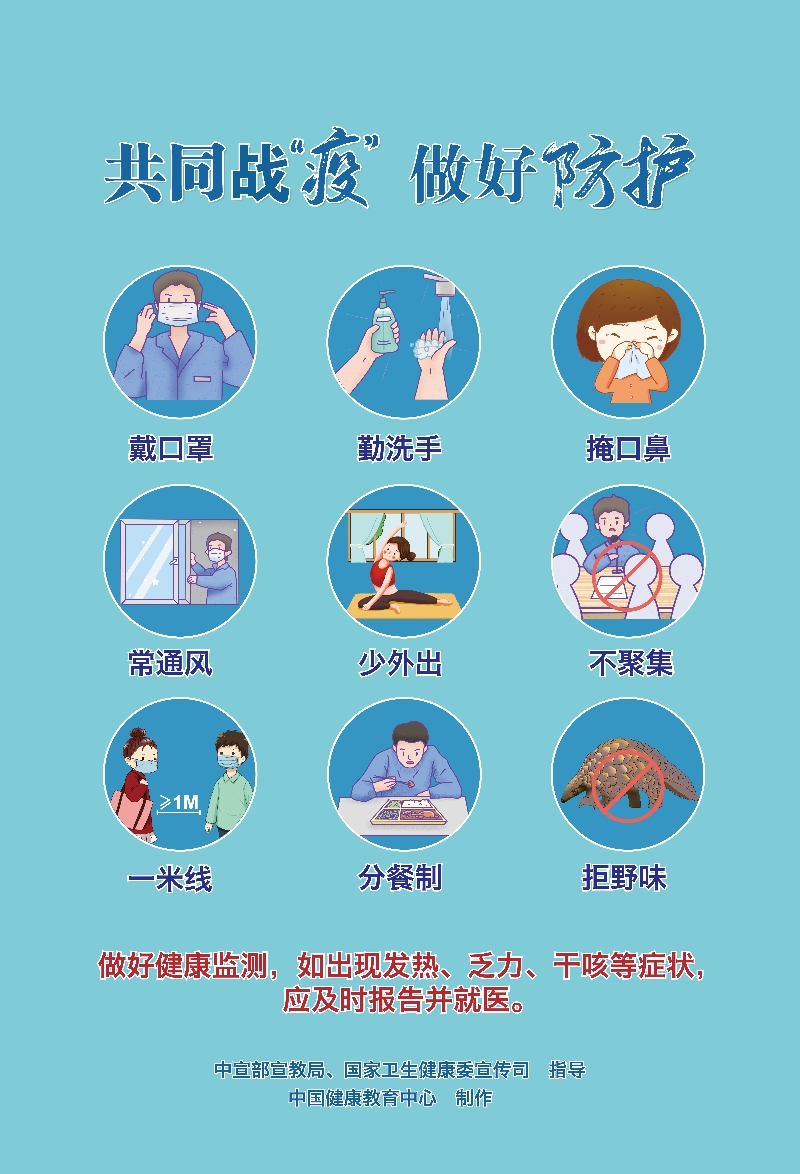 共同战“疫” 做好防护
戴口罩
勤洗手
掩口鼻
常通风
少外出
不聚集
≥1M
一米线
分餐制
拒野味
做好健康监测，如出现发热、乏力、干咳等症状，
应及时报告并就医。
中宣部宣教局、国家卫生健康委宣传司 指导
中国健康教育中心 制作